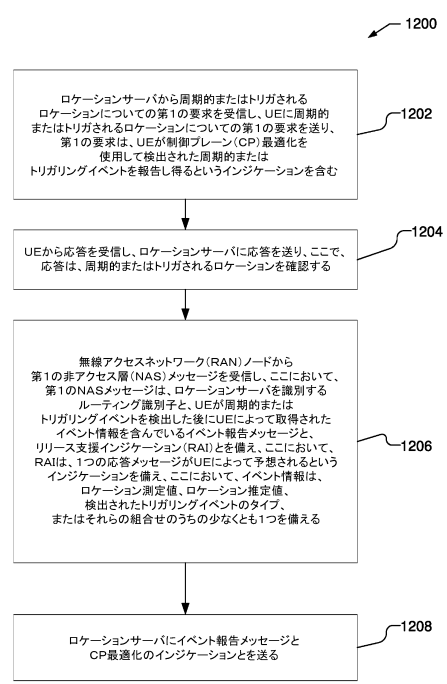 1200
ロケーションサーバから周期的またはトリガされる
ロケーションについての第1の要求を受信し、UEに周期的
またはトリガされるロケーションについての第1の要求を送り、
第1の要求は、UEが制御プレーン(CP)最適化を
使用して検出された周期的または
トリガリングイベントを報告し得るというインジケーションを含む
1202
UEから応答を受信し、ロケーションサーバに応答を送り、ここで、
応答は、周期的またはトリガされるロケーションを確認する
1204
無線アクセスネットワーク(RAN)ノードから
第1の非アクセス層(NAS)メッセージを受信し、ここにおいて、
第1のNASメッセージは、ロケーションサーバを識別する
ルーティング識別子と、UEが周期的または
トリガリングイベントを検出した後にUEによって取得された
イベント情報を含んでいるイベント報告メッセージと、
リリース支援インジケーション(RAI)とを備え、ここにおいて、
RAIは、1つの応答メッセージがUEによって予想されるという
インジケーションを備え、ここにおいて、イベント情報は、
ロケーション測定値、ロケーション推定値、
検出されたトリガリングイベントのタイプ、
またはそれらの組合せのうちの少なくとも1つを備える
1206
ロケーションサーバにイベント報告メッセージと
CP最適化のインジケーションとを送る
1208